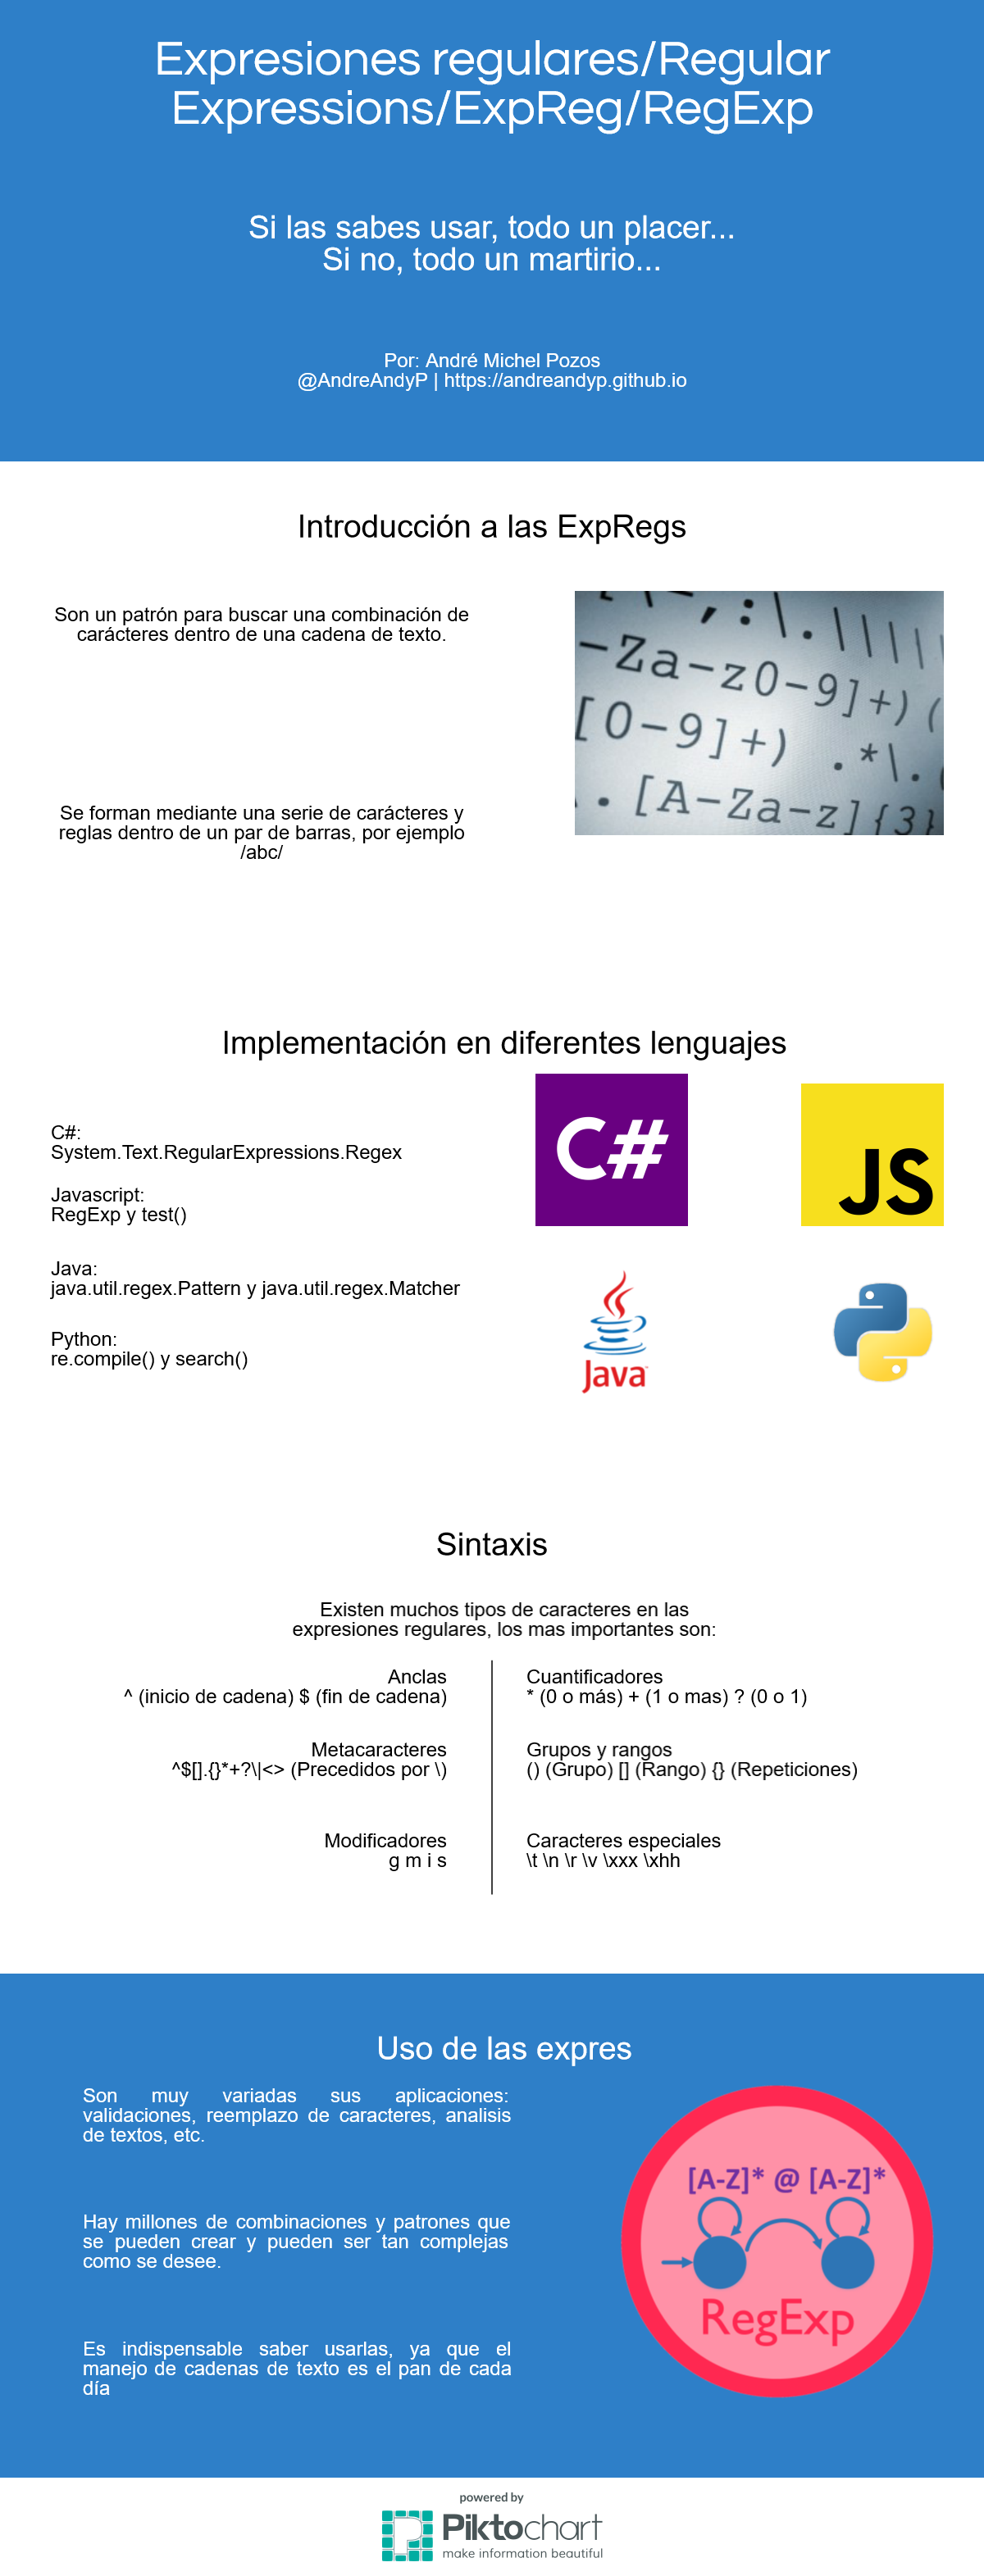 Expresiones regulares/Regular
Expressions/ExpReg/RegExp
Si las sabes usar, todo un placer...
Si no, todo un martirio...
Por: André Michel Pozos
@AndreAndyP | https://andreandyp.github.io
Introducción a las ExpRegs
Son un patrón para buscar una combinación de
carácteres dentro de una cadena de texto.
-Za-z0-9]+)(
[0-9]+) .*\.
.[A-Za-z]{3}
Se forman mediante una serie de carácteres y
reglas dentro de un par de barras, por ejemplo
/abc/
Implementación en diferentes lenguajes
C#:
System.Text.RegularExpressions.Regex
Javascript:
RegExp y test()
Java:
java.util.regex.Pattern y java.util.regex.Matcher
Python:
re.compile() y search()
C#
JS
Java
Sintaxis
Existen muchos tipos de caracteres en las
expresiones regulares, los mas importantes son:
Anclas
^ (inicio de cadena) $ (fin de cadena)
Metacaracteres
^$[].{}*+?\|<> (Precedidos por \)
Modificadores
g m i s
Cuantificadores
* (0 o más) + (1 o mas) ? (0 o 1)
Grupos y rangos
() (Grupo) [] (Rango) {} (Repeticiones)
Caracteres especiales
\t \n \r \v \xxx \xhh
Uso de las expres
Son muy variadas sus aplicaciones:
validaciones, reemplazo de caracteres, analisis
de textos, etc.
Hay millones de combinaciones y patrones que
se pueden crear y pueden ser tan complejas
como se desee.
Es indispensable saber usarlas, ya que el
manejo de cadenas de texto es el pan de cada
día
[A-Z]* @ [A-Z]*
RegExp
powered by
Piktochart
make information beautiful